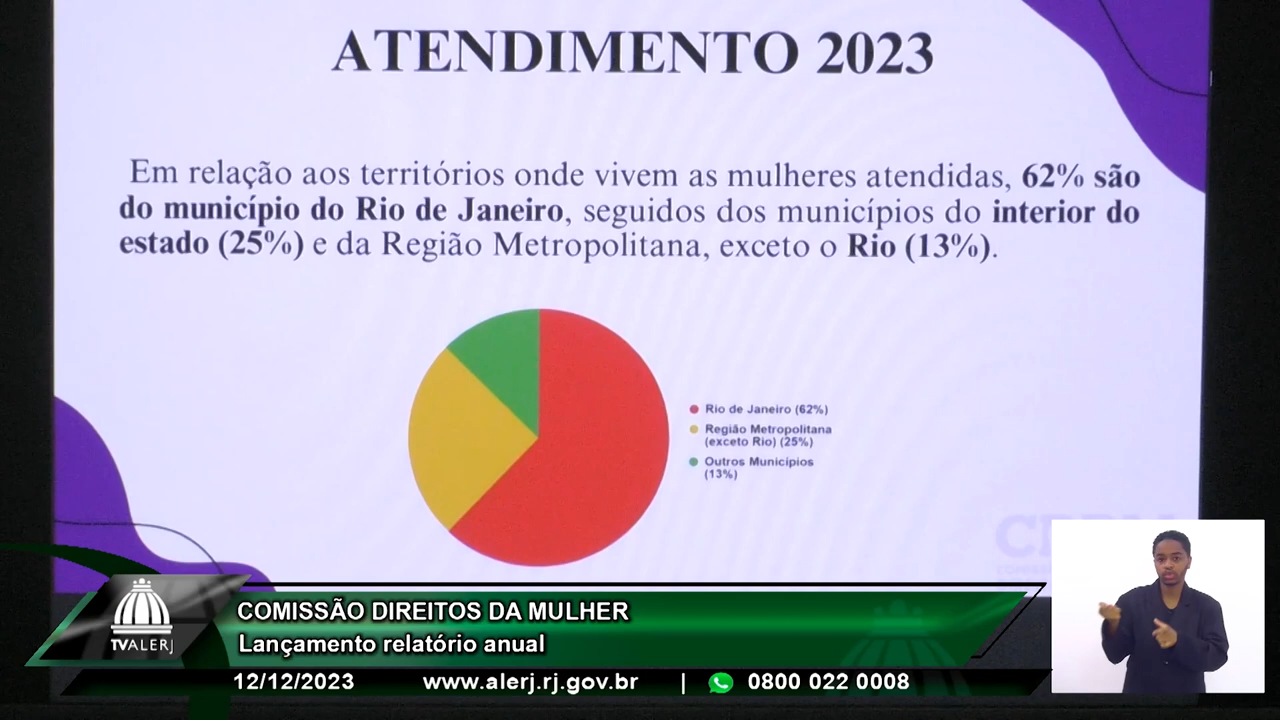 ATENDIMENTO 2023
Em relação aos territórios onde vivem as mulheres atendidas, 62% são
do município do Rio de Janeiro, seguidos dos municípios do interior do
estado (25%) e da Região Metropolitana, exceto o Rio (13%).
Rio de Janeiro (62%)
Região Metropolitana
(exceto Rio) (25%)
Outros Municípios
(13%)
COMISSÃO DIREITOS DA MULHER
Lançamento relatório anual
TVALERJ
12/12/2023 www.alerj.rj.gov.br | 0800 022 0008